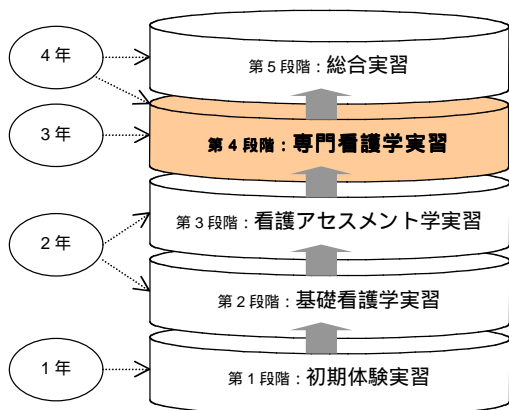 4年
第5段階：総合実習
3年
第4段階：専門看護学実習
第3段階：看護アセスメント学実習
2年
第2段階：基礎看護学実習
1年
第1段階：初期体験実習